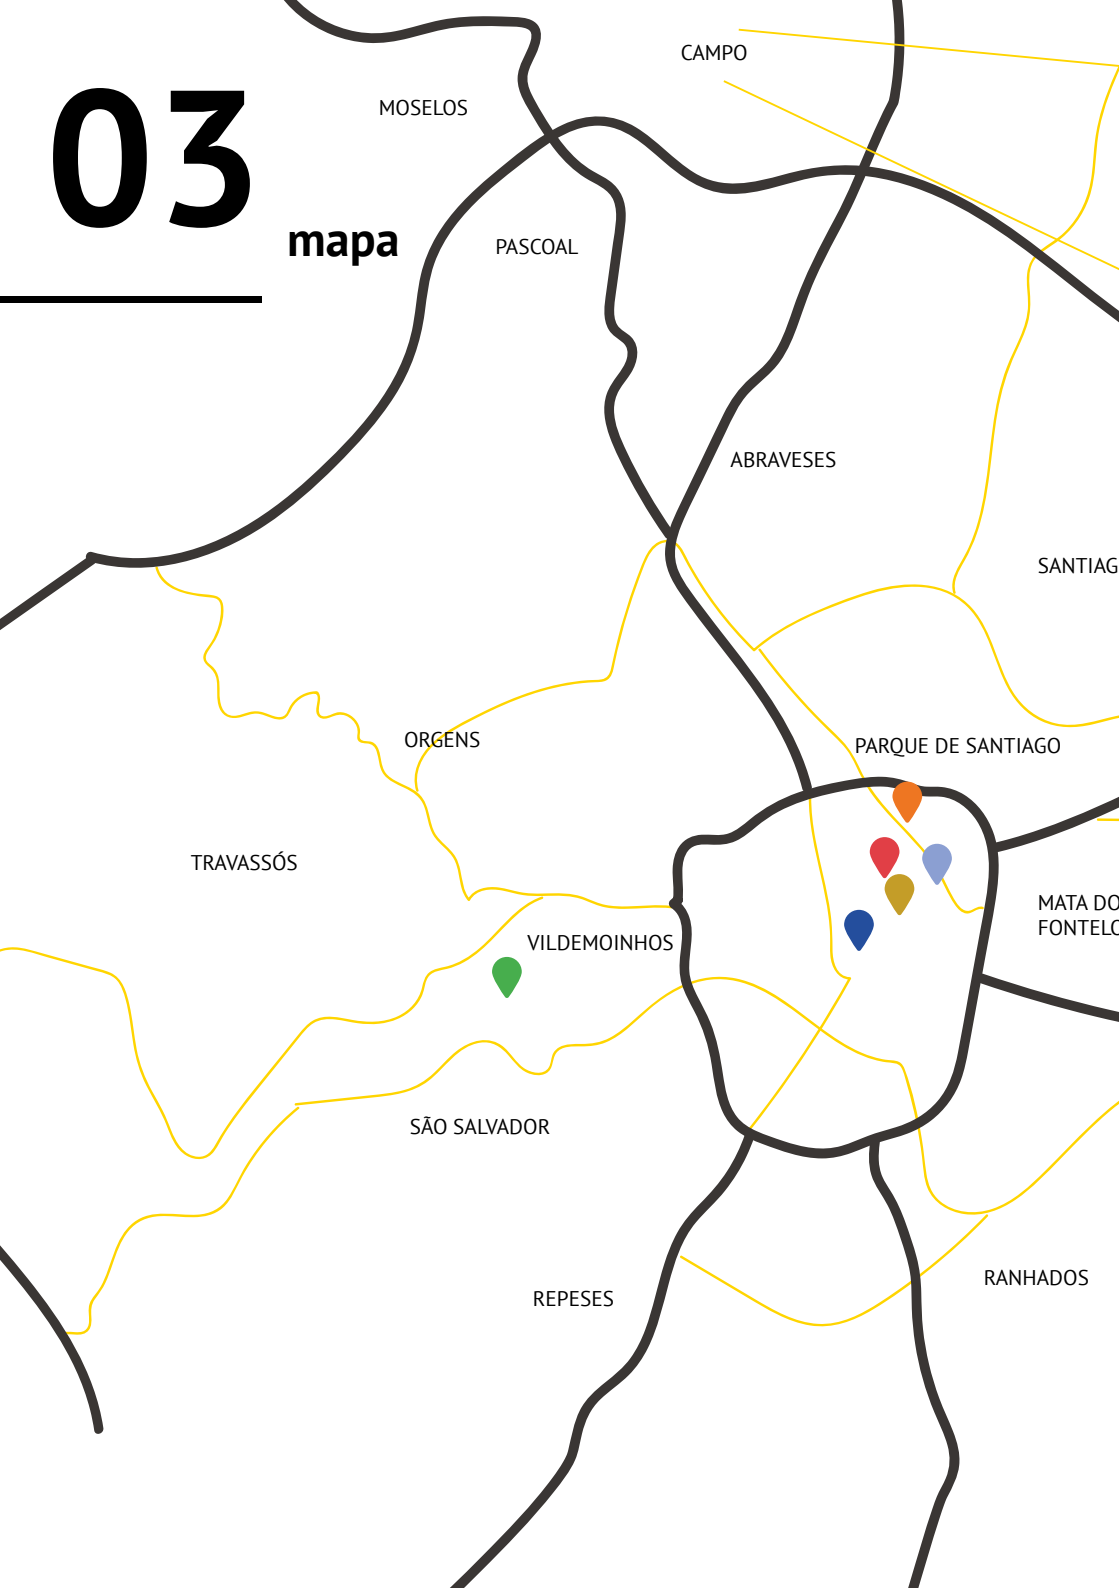 03
mapa
CAMPO
MOSELOS
PASCOAL
ABRAVESES
SANTIAG
ORGENS
PARQUE DE SANTIAGO
TRAVASSÓS
MATA DO
FONTELO
VILDEMOINHOS
SÃO SALVADOR
RANHADOS
REPESES